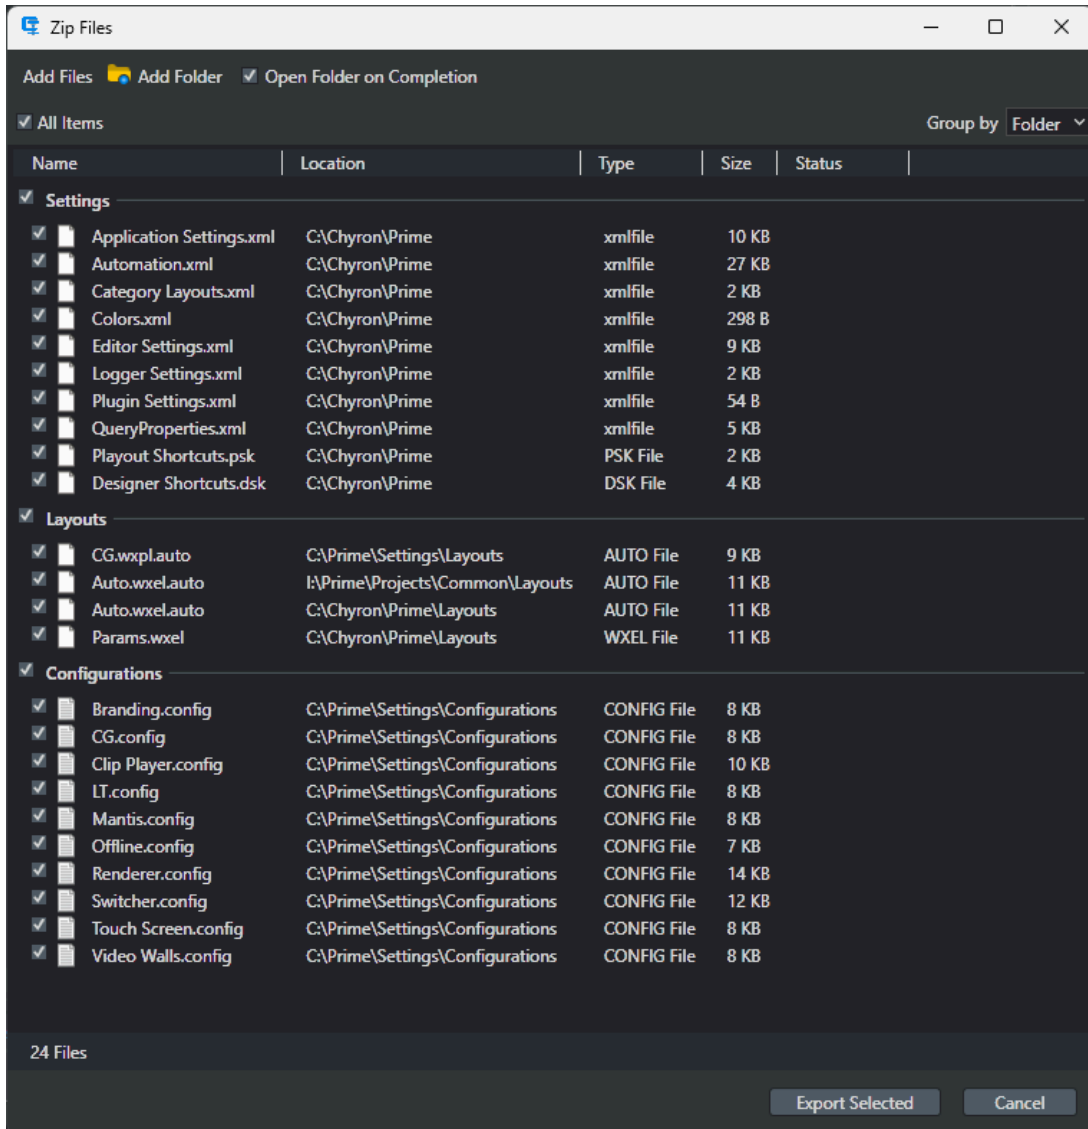 Zip Files
Add Files Add Folder Open Folder on Completion
All Items Group by Folder
Name Location Type Size Status
Settings
Application Settings.xml C:\Chyron\Prime xmlfile 10 KB
Automation.xml C:\Chyron\Prime xmlfile 27 KB
Category Layouts.xml C:\Chyron\Prime xmlfile 2 KB
Colors.xml C:\Chyron\Prime xmlfile 298 B
Editor Settings.xml C:\Chyron\Prime xmlfile 9 KB
Logger Settings.xml C:\Chyron\Prime xmlfile 2 KB
Plugin Settings.xml C:\Chyron\Prime xmlfile 54 B
QueryProperties.xml C:\Chyron\Prime xmlfile 5 KB
Playout Shortcuts.psk C:\Chyron\Prime PSK File 2 KB
Designer Shortcuts.dsk C:\Chyron\Prime DSK File 4 KB
Layouts
CG.wxpl.auto C:\Prime\Settings\Layouts AUTO File 9 KB
Auto.wxel.auto I:\Prime\Projects\Common\Layouts AUTO File 11 KB
Auto.wxel.auto C:\Chyron\Prime\Layouts AUTO File 11 KB
Params.wxel C:\Chyron\Prime\Layouts WXEL File 11 KB
Configurations
Branding.config C:\Prime\Settings\Configurations CONFIG File 8 KB
CG.config C:\Prime\Settings\Configurations CONFIG File 8 KB
Clip Player.config C:\Prime\Settings\Configurations CONFIG File 10 KB
LT.config C:\Prime\Settings\Configurations CONFIG File 8 KB
Mantis.config C:\Prime\Settings\Configurations CONFIG File 8 KB
Offline.config C:\Prime\Settings\Configurations CONFIG File 7 KB
Renderer.config C:\Prime\Settings\Configurations CONFIG File 14 KB
Switcher.config C:\Prime\Settings\Configurations CONFIG File 12 KB
Touch Screen.config C:\Prime\Settings\Configurations CONFIG File 8 KB
Video Walls.config C:\Prime\Settings\Configurations CONFIG File 8 KB
24 Files
Export Selected Cancel